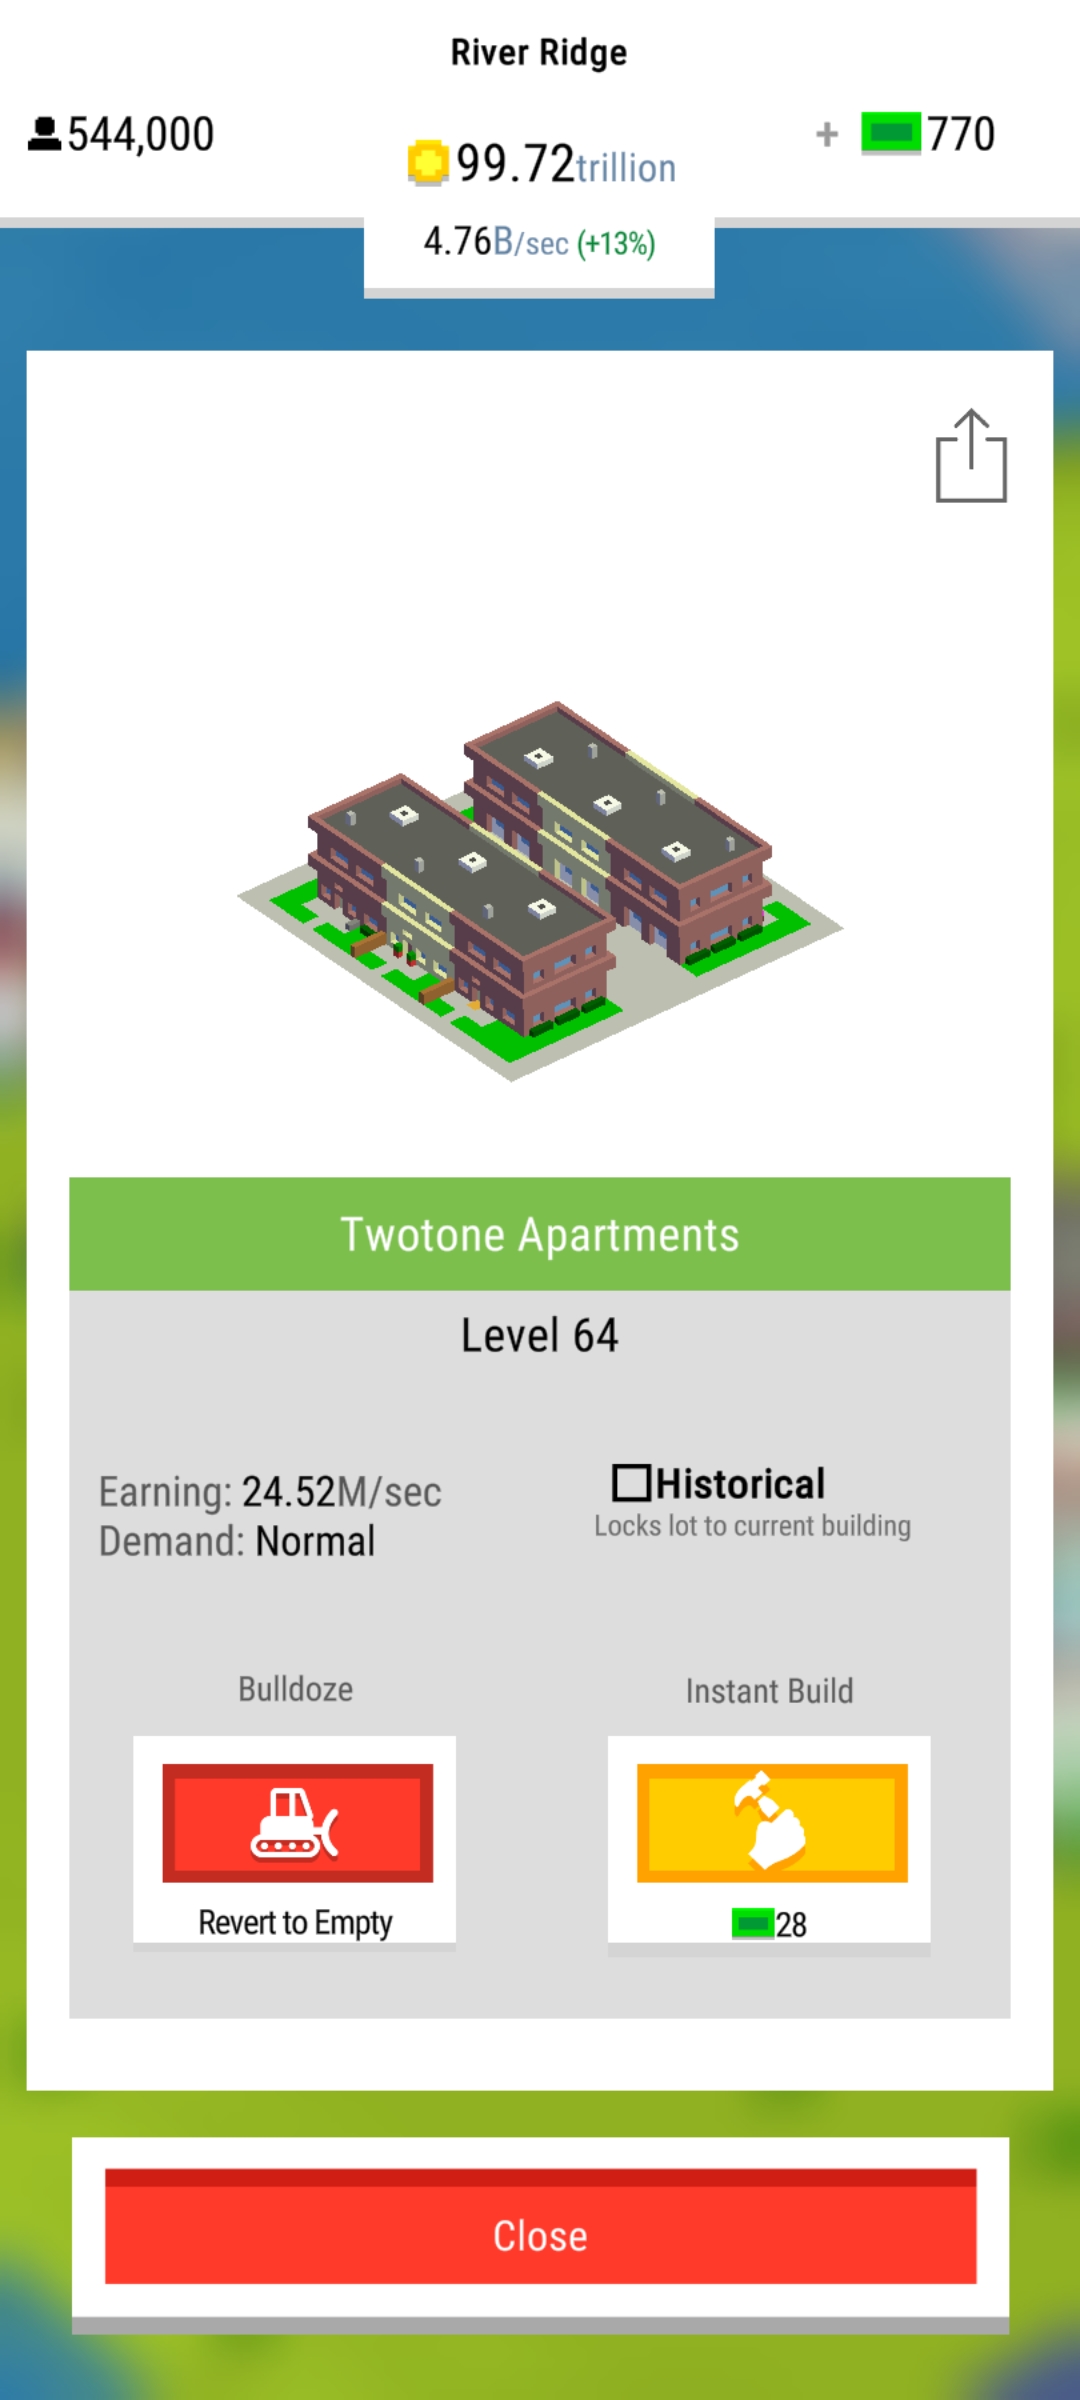 River Ridge
544,000
99.72trillion
+ 770
4.76B/sec (+13%)
Twotone Apartments
Level 64
Earning: 24.52M/sec
Demand: Normal
Historical
Locks lot to current building
Bulldoze
Instant Build
Revert to Empty
28
Close